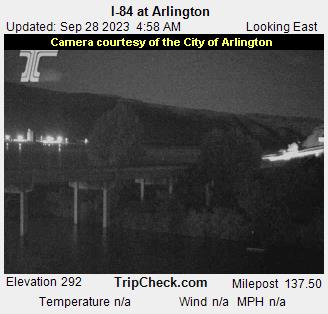 I-84 at Arlington
Updated: Sep 28 2023 4:58 AM Looking East
Camera courtesy of the City of Arlington
Elevation 292 TripCheck.com Milepost 137.50
Temperature n/a Wind n/a MPH n/a